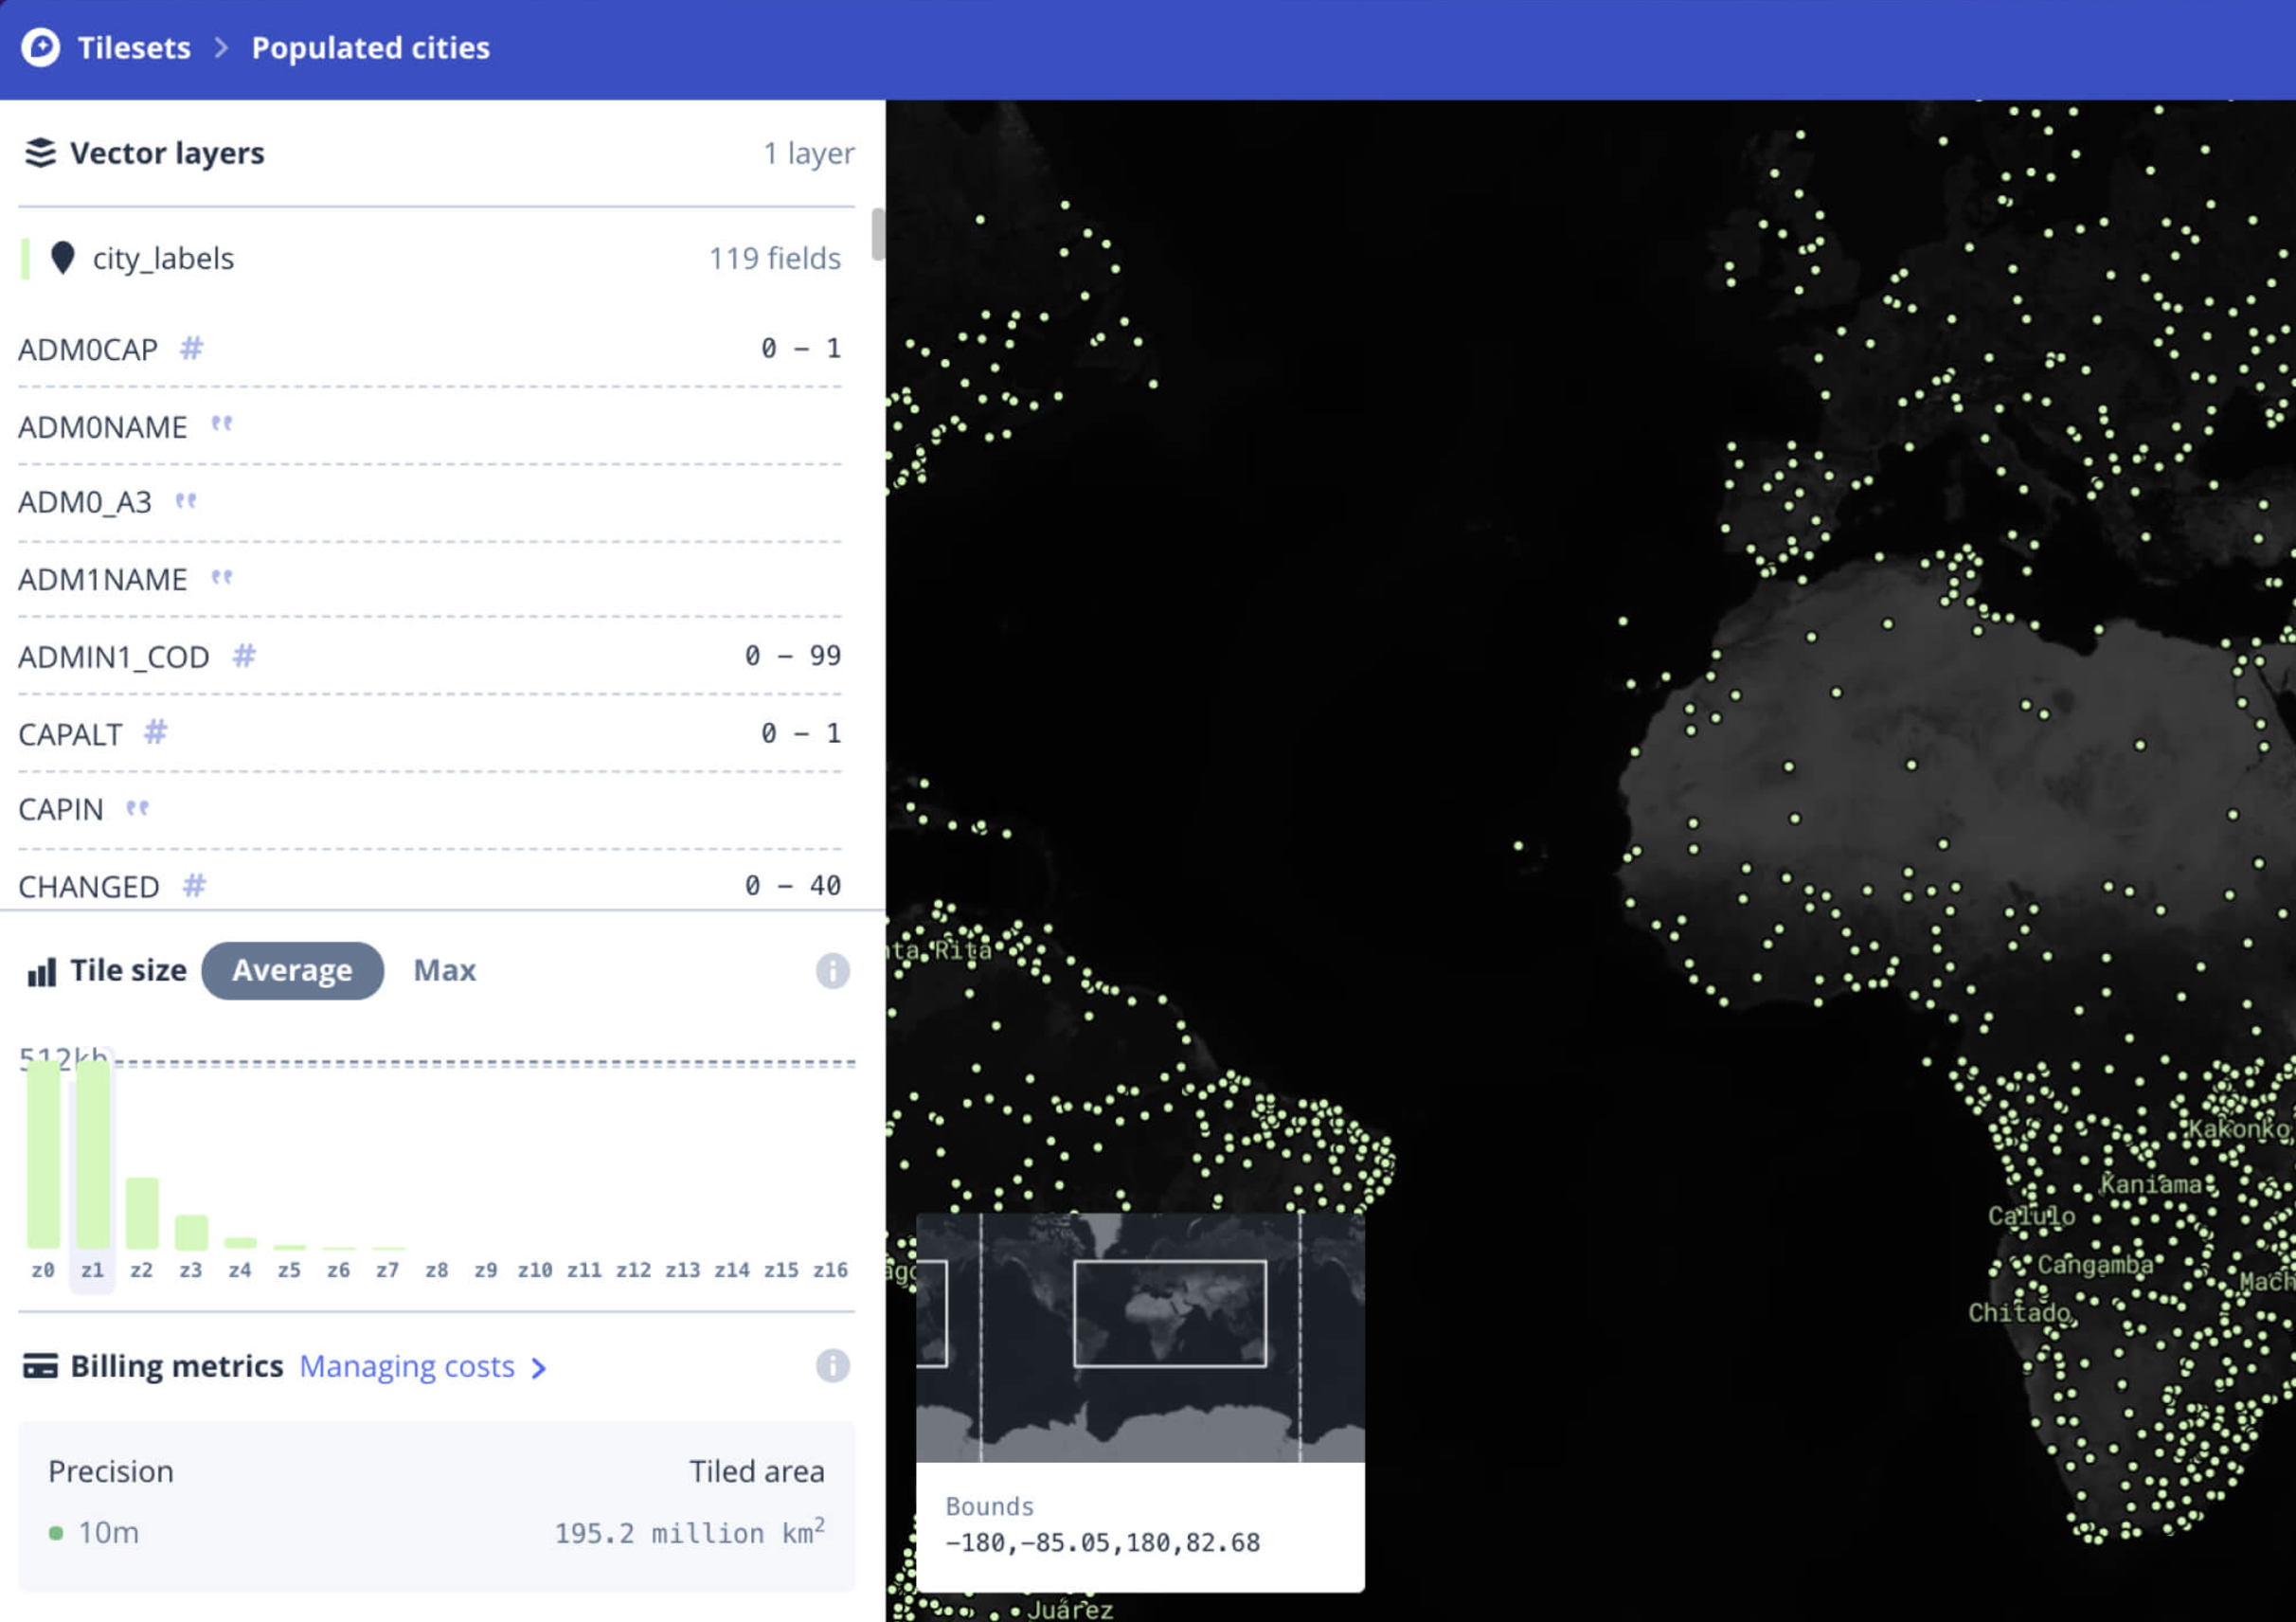 Tilesets > Populated cities
Vector layers 1 layer
city_labels 119 fields
ADM0CAP # 0 – 1
ADM0NAME
ADM0_A3
ADM1NAME
ADMIN1_COD # 0 – 99
CAPALT # 0 – 1
CAPIN
CHANGED # 0 – 40
Tile size Average Max
512kb
z0 z1 z2 z3 z4 z5 z6 z7 z8 z9 z10 z11 z12 z13 z14 z15 z16
Billing metrics Managing costs >
Precision Tiled area
10m 195.2 million km²
nta Rita
Kakonko
Kaniama
Calulo
Cangamba
Mach
Chitado
ago
Bounds
−180,−85.05,180,82.68
Juárez